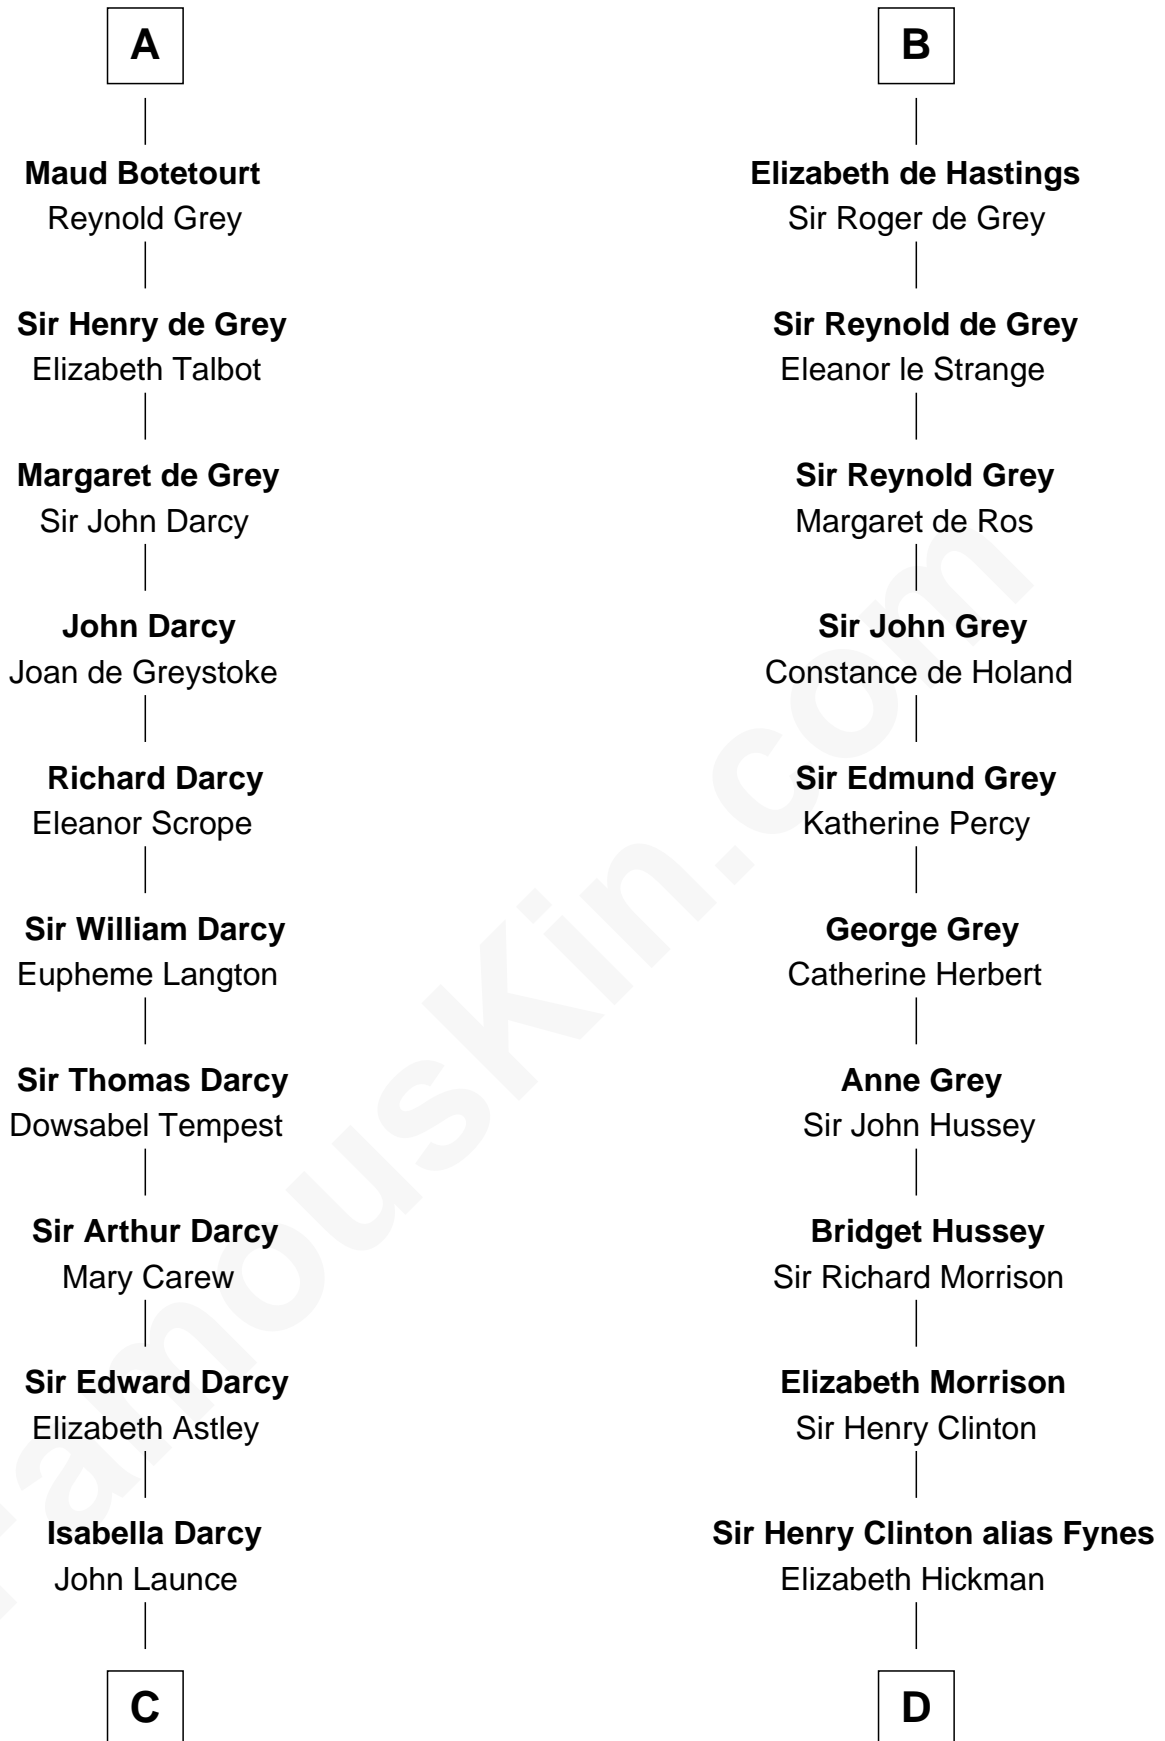 A
Maud Botetourt
Reynold Grey
Sir Henry de Grey
Elizabeth Talbot
Margaret de Grey
Sir John Darcy
John Darcy
Joan de Greystoke
Richard Darcy
Eleanor Scrope
Sir William Darcy
Eupheme Langton
Sir Thomas Darcy
Dowsabel Tempest
Sir Arthur Darcy
Mary Carew
Sir Edward Darcy
Elizabeth Astley
Isabella Darcy
John Launce
C
B
Elizabeth de Hastings
Sir Roger de Grey
Sir Reynold de Grey
Eleanor le Strange
Sir Reynold Grey
Margaret de Ros
Sir John Grey
Constance de Holand
Sir Edmund Grey
Katherine Percy
George Grey
Catherine Herbert
Anne Grey
Sir John Hussey
Bridget Hussey
Sir Richard Morrison
Elizabeth Morrison
Sir Henry Clinton
Sir Henry Clinton alias Fynes
Elizabeth Hickman
D
FamousKin.com